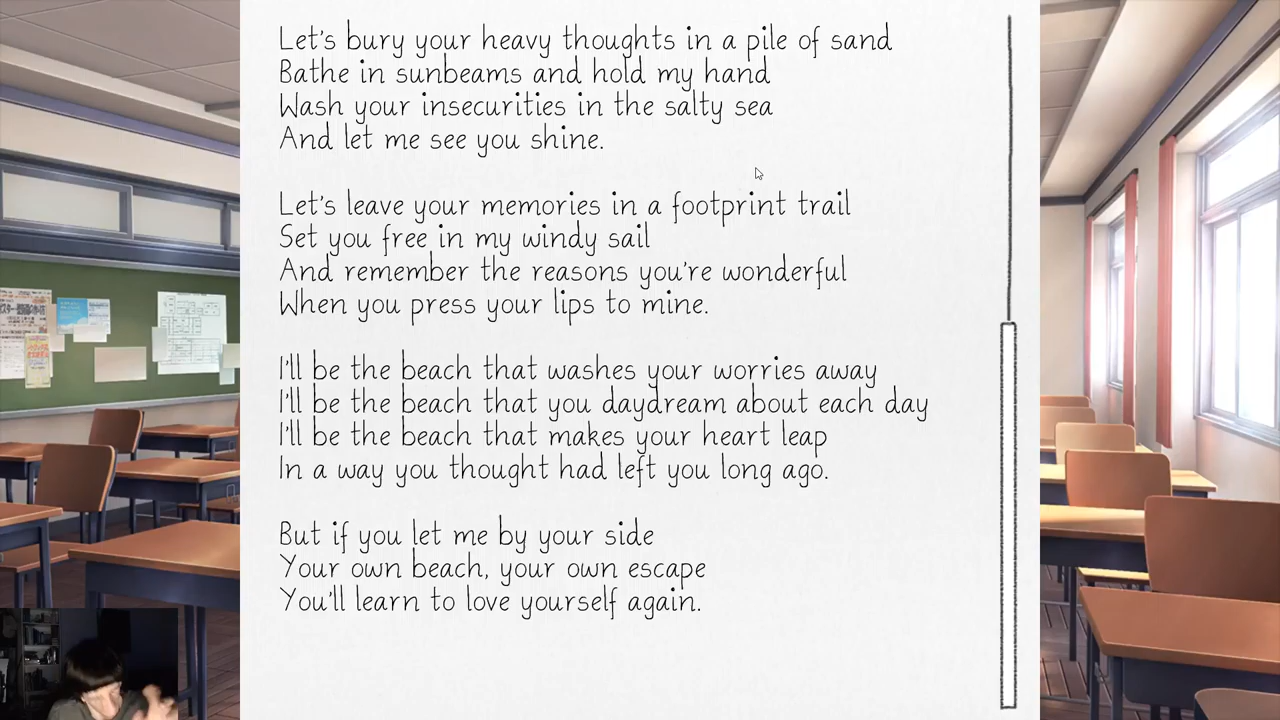 Let's bury your heavy thoughts in a pile of sand
Bathe in sunbeams and hold my hand
Wash your insecurities in the salty sea
And let me see you shine.
Let's leave your memories in a footprint trail
Set you free in my windy sail
And remember the reasons you're wonderful
When you press your lips to mine.
I'll be the beach that washes your worries away
I'll be the beach that you daydream about each day
I'll be the beach that makes your heart leap
In a way you thought had left you long ago.
But if you let me by your side
Your own beach, your own escape
You'll learn to love yourself again.